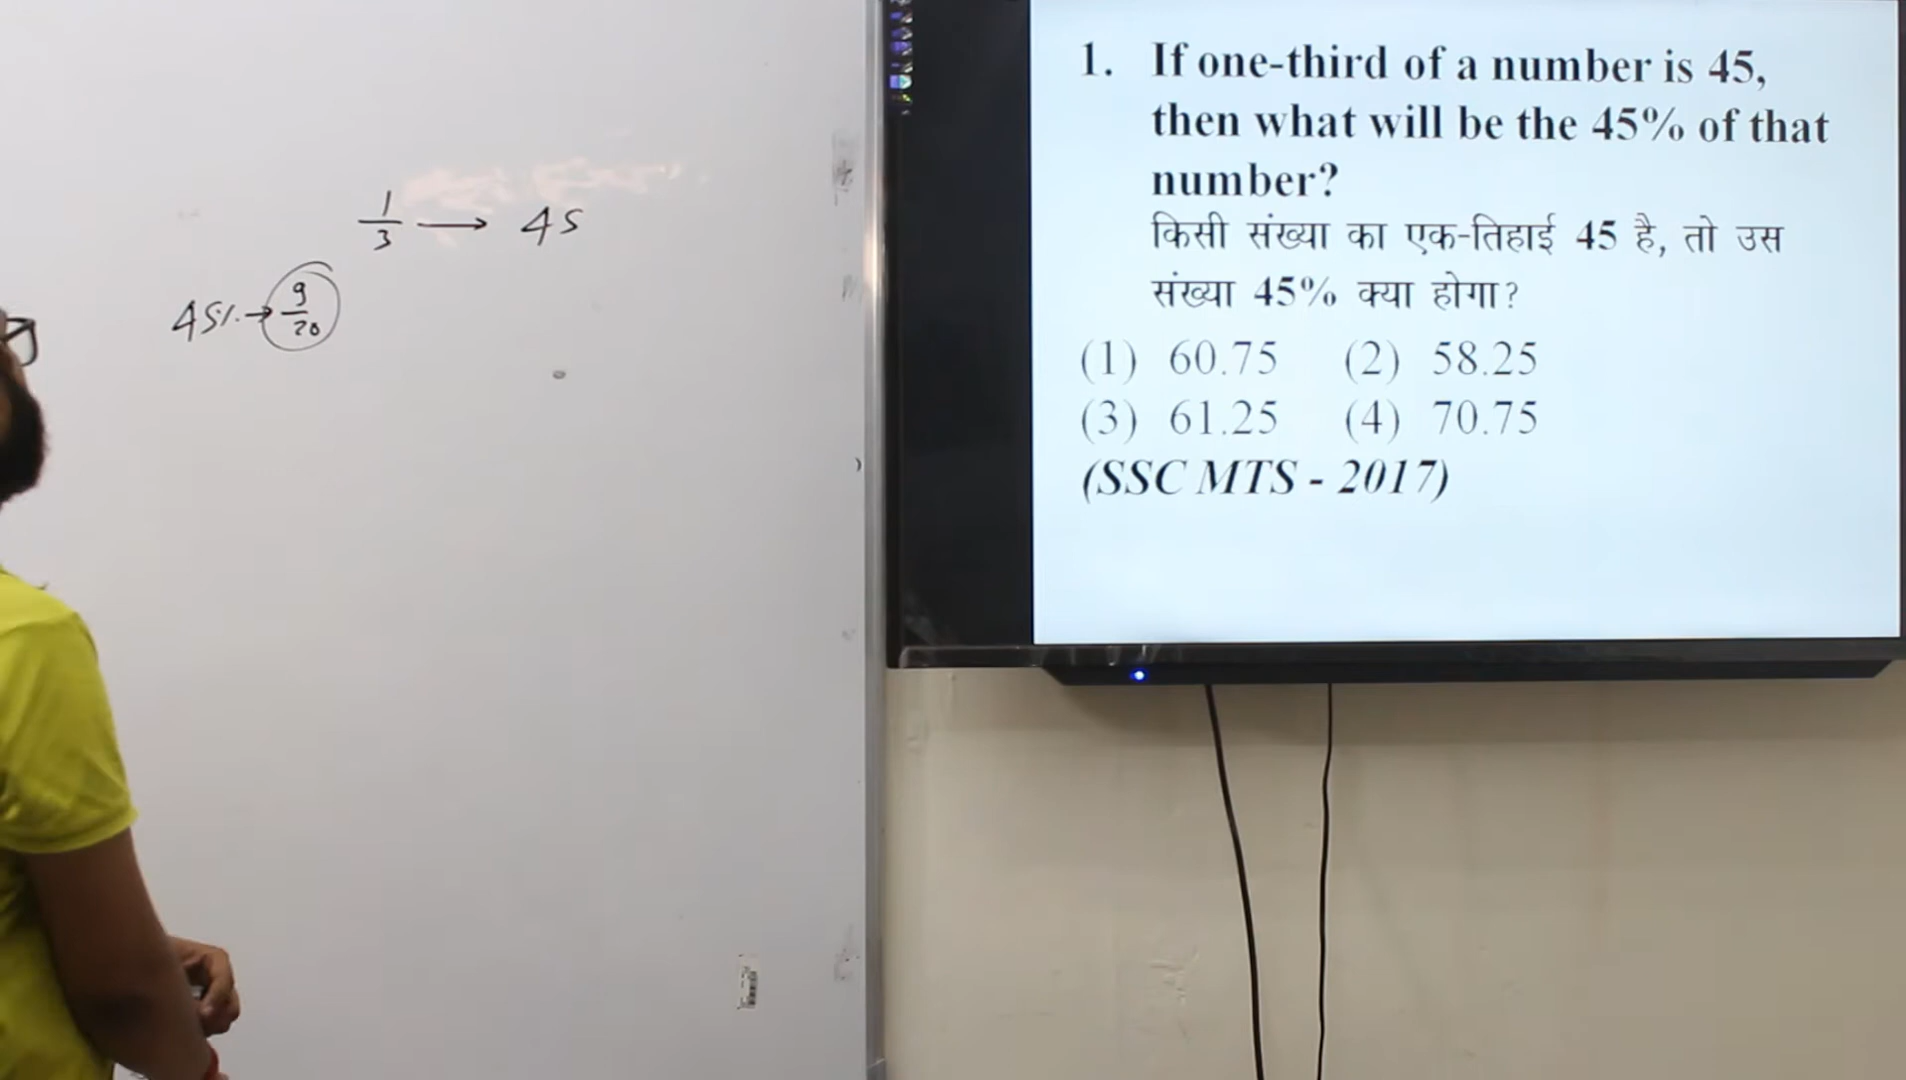 1/3 → 45
45% → 9/20
1. If one-third of a number is 45,
then what will be the 45% of that
number?
किसी संख्या का एक-तिहाई 45 है, तो उस
संख्या 45% क्या होगा?
(1) 60.75 (2) 58.25
(3) 61.25 (4) 70.75
(SSC MTS - 2017)